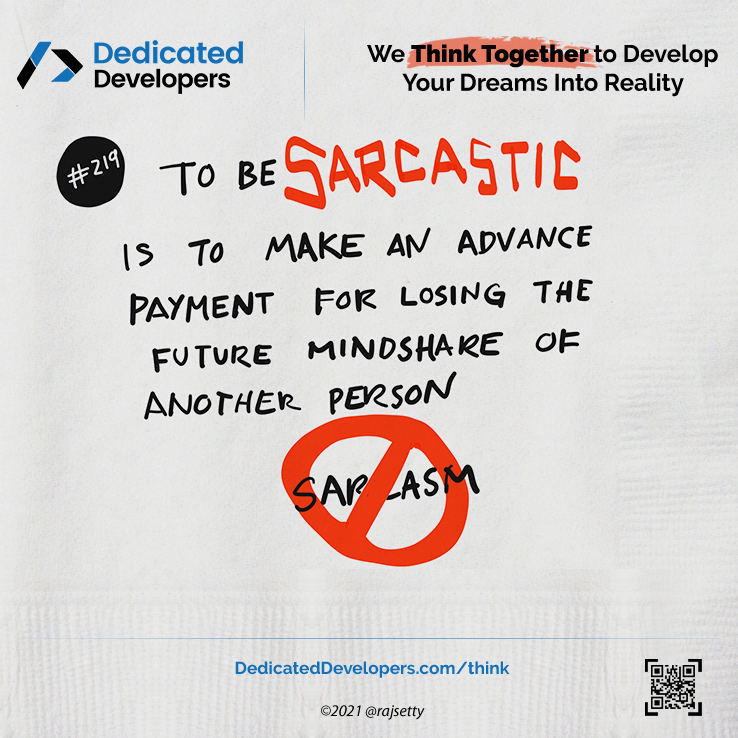 Dedicated
Developers
We Think Together to Develop
Your Dreams Into Reality
#219
TO BE SARCASTIC
IS TO MAKE AN ADVANCE
PAYMENT FOR LOSING THE
FUTURE MINDSHARE OF
ANOTHER PERSON
SARCASM
DedicatedDevelopers.com/think
©2021 @rajsetty